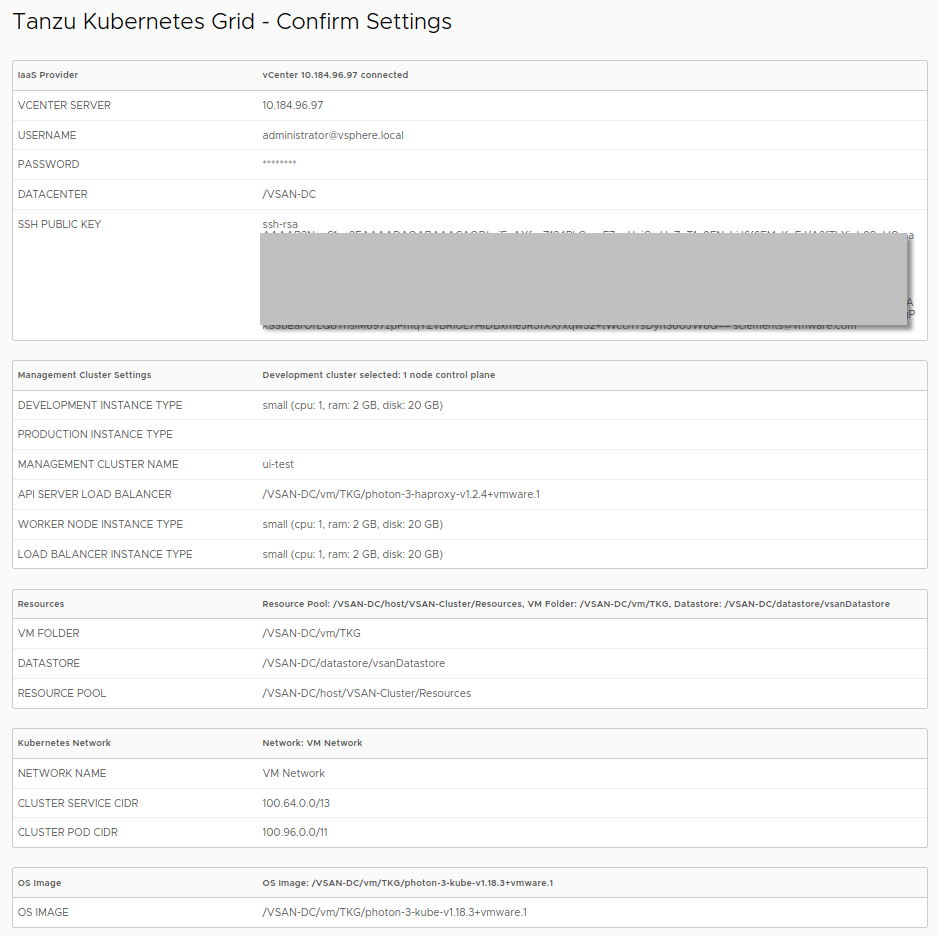 Tanzu Kubernetes Grid - Confirm Settings
IaaS Provider vCenter 10.184.96.97 connected
VCENTER SERVER 10.184.96.97
USERNAME administrator@vsphere.local
PASSWORD ********
DATACENTER /VSAN-DC
SSH PUBLIC KEY ssh-rsa
sclements@vmware.com
Management Cluster Settings Development cluster selected: 1 node control plane
DEVELOPMENT INSTANCE TYPE small (cpu: 1, ram: 2 GB, disk: 20 GB)
PRODUCTION INSTANCE TYPE
MANAGEMENT CLUSTER NAME ui-test
API SERVER LOAD BALANCER /VSAN-DC/vm/TKG/photon-3-haproxy-v1.2.4+vmware.1
WORKER NODE INSTANCE TYPE small (cpu: 1, ram: 2 GB, disk: 20 GB)
LOAD BALANCER INSTANCE TYPE small (cpu: 1, ram: 2 GB, disk: 20 GB)
Resources Resource Pool: /VSAN-DC/host/VSAN-Cluster/Resources, VM Folder: /VSAN-DC/vm/TKG, Datastore: /VSAN-DC/datastore/vsanDatastore
VM FOLDER /VSAN-DC/vm/TKG
DATASTORE /VSAN-DC/datastore/vsanDatastore
RESOURCE POOL /VSAN-DC/host/VSAN-Cluster/Resources
Kubernetes Network Network: VM Network
NETWORK NAME VM Network
CLUSTER SERVICE CIDR 100.64.0.0/13
CLUSTER POD CIDR 100.96.0.0/11
OS Image OS Image: /VSAN-DC/vm/TKG/photon-3-kube-v1.18.3+vmware.1
OS IMAGE /VSAN-DC/vm/TKG/photon-3-kube-v1.18.3+vmware.1